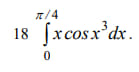 18 ∫₀^{π/4} x cos x³ dx.